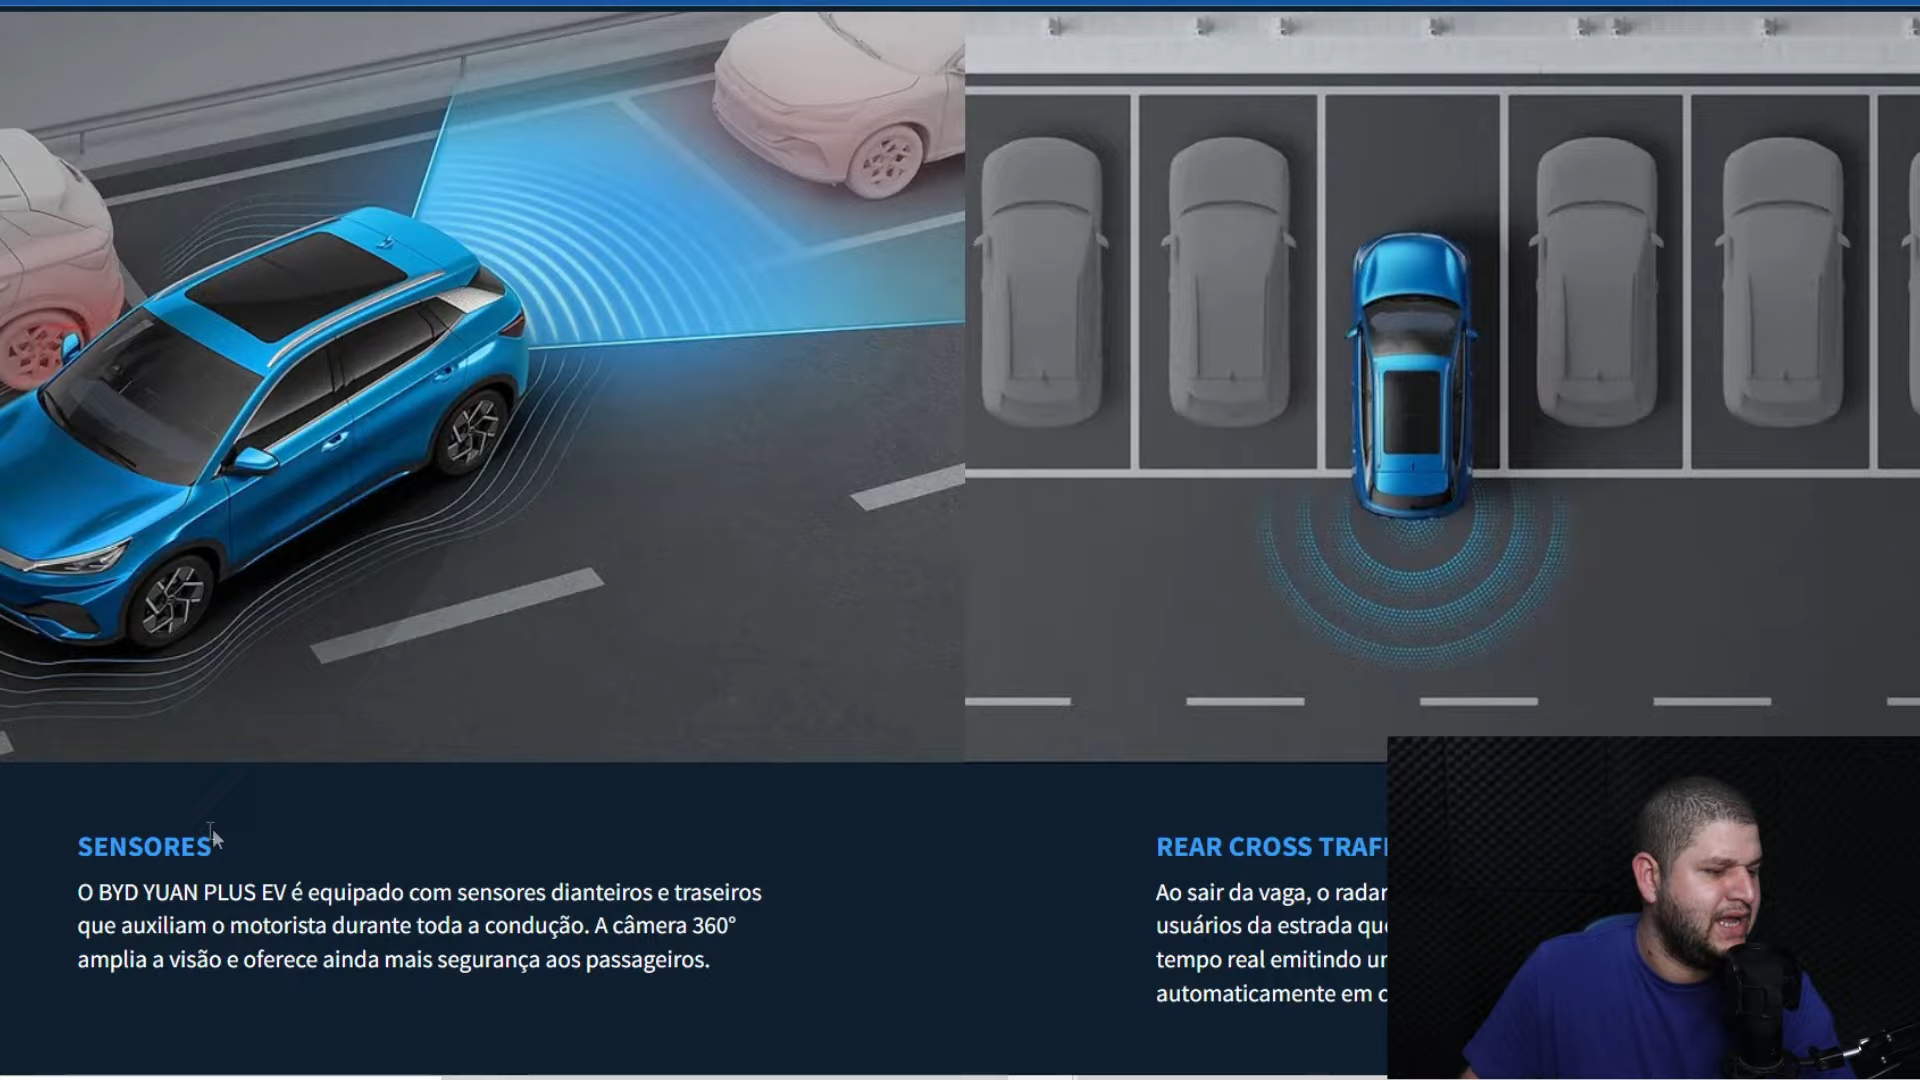 SENSORES
O BYD YUAN PLUS EV é equipado com sensores dianteiros e traseiros
que auxiliam o motorista durante toda a condução. A câmera 360°
amplia a visão e oferece ainda mais segurança aos passageiros.
REAR CROSS
Ao sair da vaga, o radar
usuários da estrada
tempo real emitindo
automaticamente em